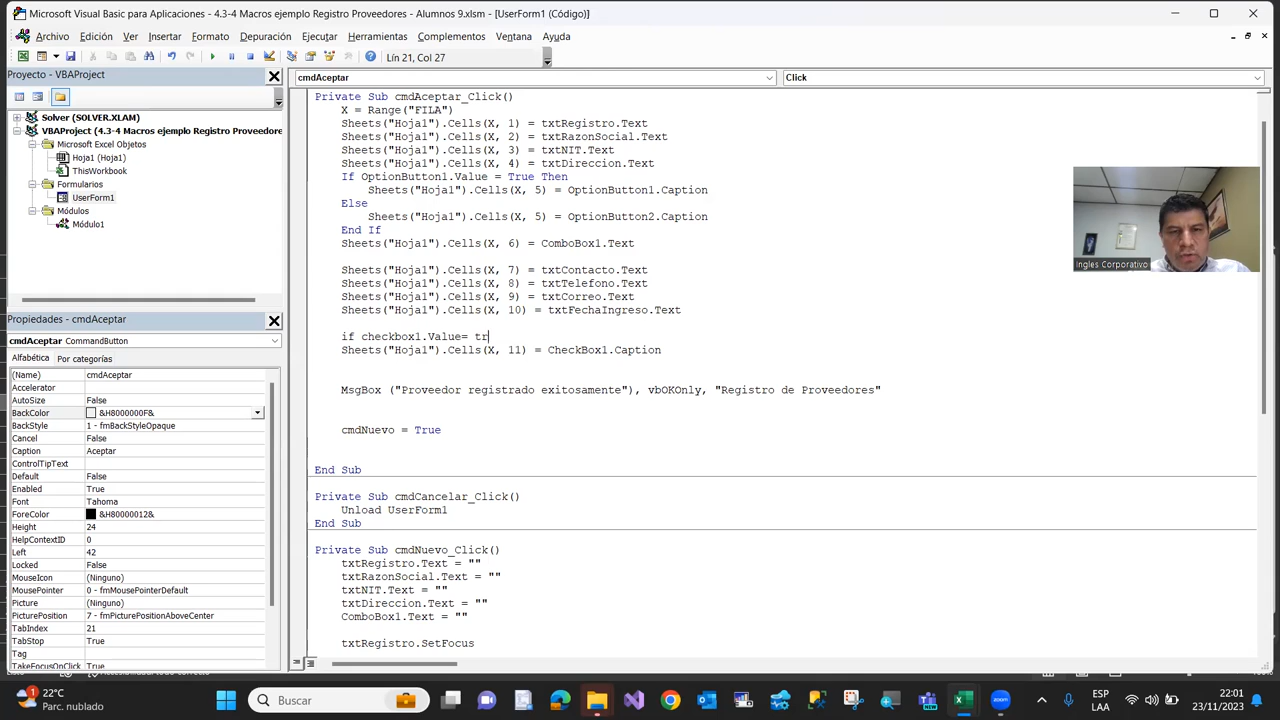 Microsoft Visual Basic para Aplicaciones - 4.3-4 Macros ejemplo Registro Proveedores - Alumnos 9.xlsm - [UserForm1 (Código)]
Archivo Edición Ver Insertar Formato Depuración Ejecutar Herramientas Complementos Ventana Ayuda
Lín 21, Col 27
Proyecto - VBAProject
Solver (SOLVER.XLAM)
VBAProject (4.3-4 Macros ejemplo Registro Proveedore
Microsoft Excel Objetos
Hoja1 (Hoja1)
ThisWorkbook
Formularios
UserForm1
Módulos
Módulo1
Propiedades - cmdAceptar
cmdAceptar CommandButton
Alfabética Por categorías
(Name) cmdAceptar
Accelerator
AutoSize False
BackColor &H8000000F&
BackStyle 1 - fmBackStyleOpaque
Cancel False
Caption Aceptar
ControlTipText
Default False
Enabled True
Font Tahoma
ForeColor &H80000012&
Height 24
HelpContextID 0
Left 42
Locked False
MouseIcon (Ninguno)
MousePointer 0 - fmMousePointerDefault
Picture (Ninguno)
PicturePosition 7 - fmPicturePositionAboveCenter
TabIndex 21
TabStop True
Tag
TakeFocusOnClick True
cmdAceptar Click
Private Sub cmdAceptar_Click()
X = Range("FILA")
Sheets("Hoja1").Cells(X, 1) = txtRegistro.Text
Sheets("Hoja1").Cells(X, 2) = txtRazonSocial.Text
Sheets("Hoja1").Cells(X, 3) = txtNIT.Text
Sheets("Hoja1").Cells(X, 4) = txtDireccion.Text
If OptionButton1.Value = True Then
Sheets("Hoja1").Cells(X, 5) = OptionButton1.Caption
Else
Sheets("Hoja1").Cells(X, 5) = OptionButton2.Caption
End If
Sheets("Hoja1").Cells(X, 6) = ComboBox1.Text
Sheets("Hoja1").Cells(X, 7) = txtContacto.Text
Sheets("Hoja1").Cells(X, 8) = txtTelefono.Text
Sheets("Hoja1").Cells(X, 9) = txtCorreo.Text
Sheets("Hoja1").Cells(X, 10) = txtFechaIngreso.Text
if checkbox1.Value= tr
Sheets("Hoja1").Cells(X, 11) = CheckBox1.Caption
MsgBox ("Proveedor registrado exitosamente"), vbOKOnly, "Registro de Proveedores"
cmdNuevo = True
End Sub
Private Sub cmdCancelar_Click()
Unload UserForm1
End Sub
Private Sub cmdNuevo_Click()
txtRegistro.Text = ""
txtRazonSocial.Text = ""
txtNIT.Text = ""
txtDireccion.Text = ""
ComboBox1.Text = ""
txtRegistro.SetFocus
Ingles Corporativo
22°C
Parc. nublado
Buscar
ESP
LAA
22:01
23/11/2023